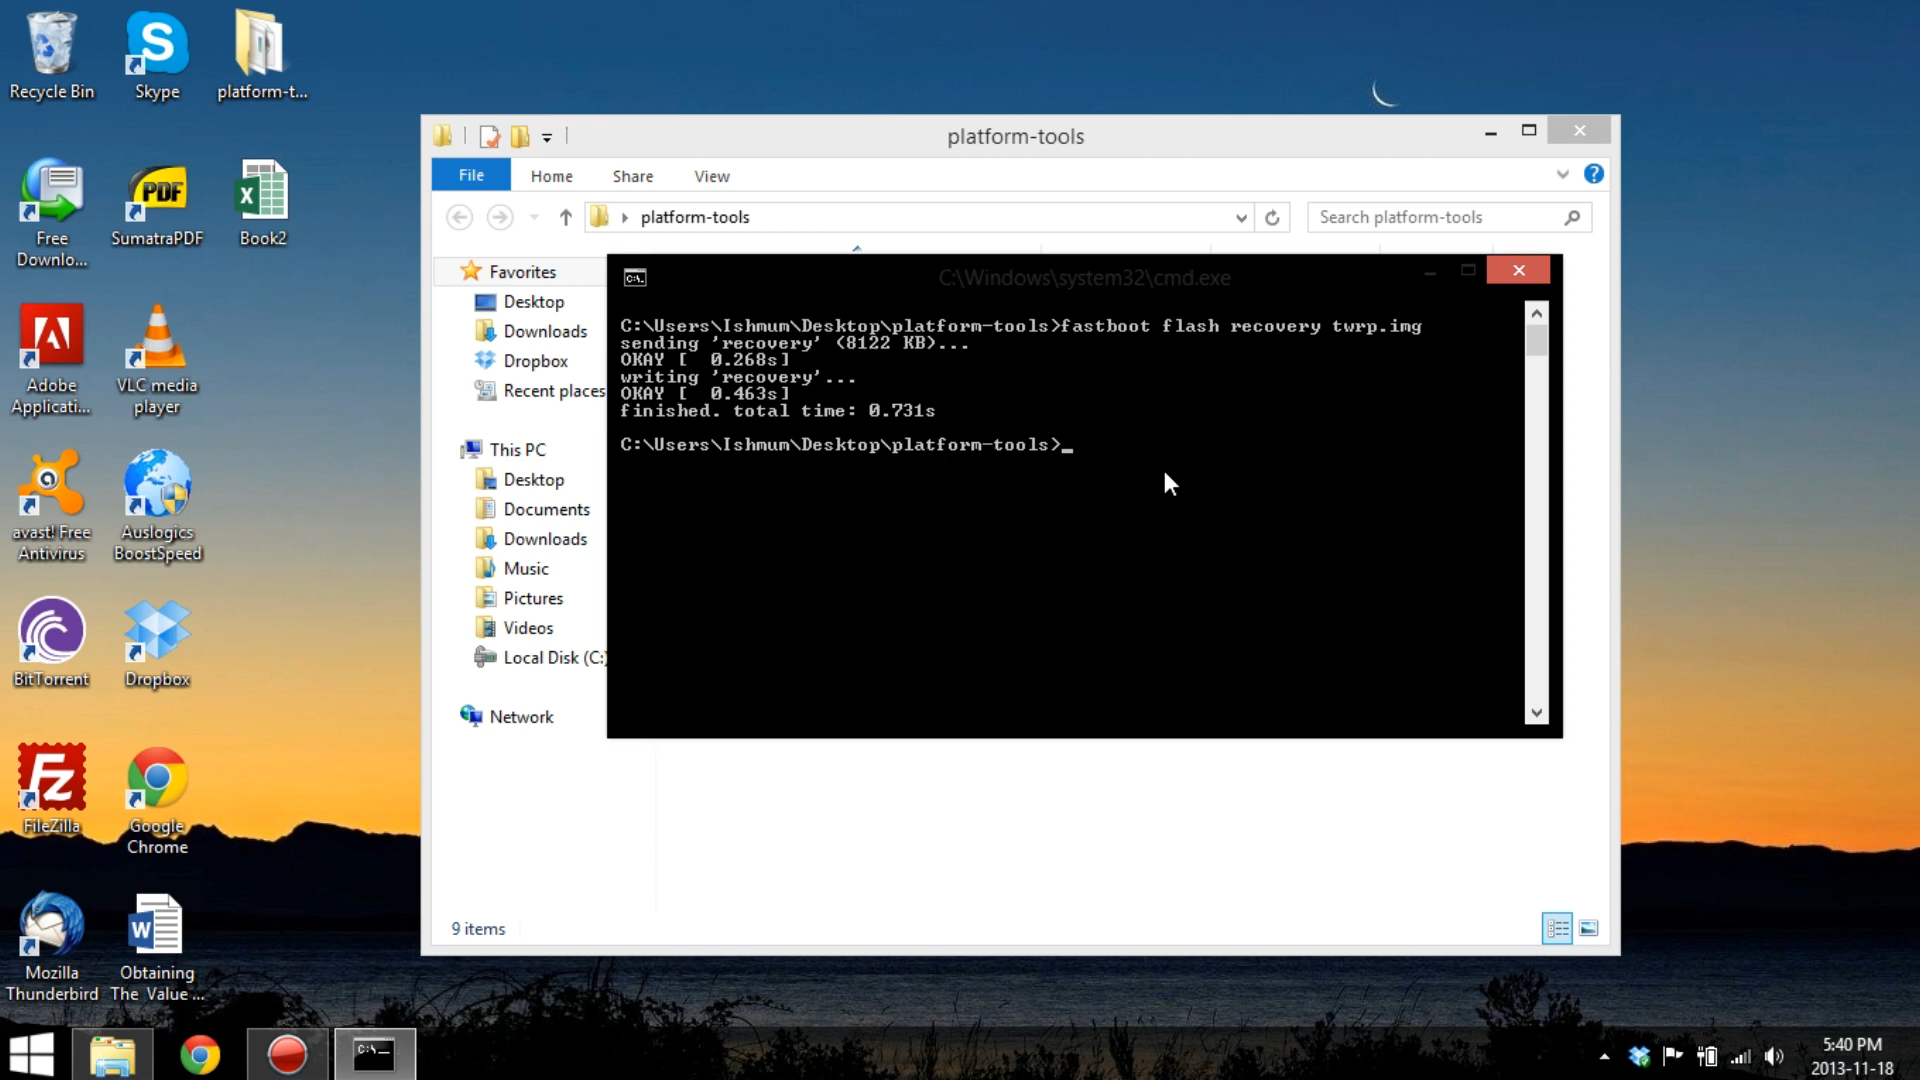 Recycle Bin
Skype
platform-t...
Free
Downlo...
PDF
SumatraPDF
Book2
Adobe
Applicati...
VLC media
player
avast! Free
Antivirus
Auslogics
BoostSpeed
BitTorrent
Dropbox
FileZilla
Google
Chrome
Mozilla
Thunderbird
Obtaining
The Value ...
platform-tools
File
Home
Share
View
platform-tools
Search platform-tools
Favorites
Desktop
Downloads
Dropbox
Recent places
This PC
Desktop
Documents
Downloads
Music
Pictures
Videos
Local Disk (C:)
Network
9 items
C:\Windows\system32\cmd.exe
C:\Users\Ishmum\Desktop\platform-tools>fastboot flash recovery twrp.img
sending 'recovery' (8122 KB)...
OKAY [  0.268s]
writing 'recovery'...
OKAY [  0.463s]
finished. total time: 0.731s
C:\Users\Ishmum\Desktop\platform-tools>_
5:40 PM
2013-11-18